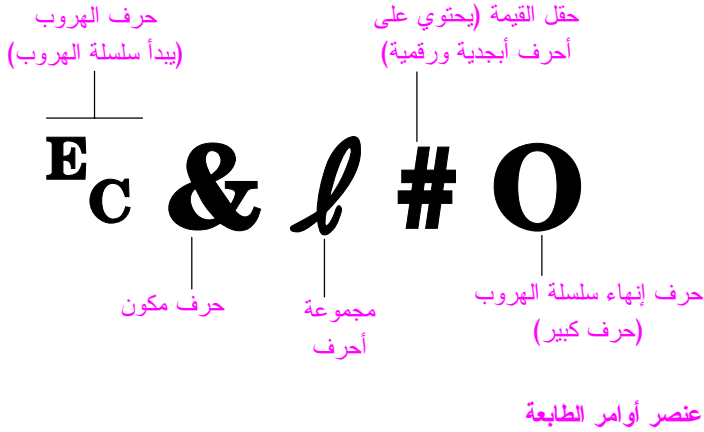 حرف الهروب
(يبدأ سلسلة الهروب)
حقل القيمة (يحتوي على
أحرف أبجدية ورقمية)
E C & ℓ # O
حرف مكون
مجموعة
أحرف
حرف إنهاء سلسلة الهروب
(حرف كبير)
عنصر أوامر الطابعة